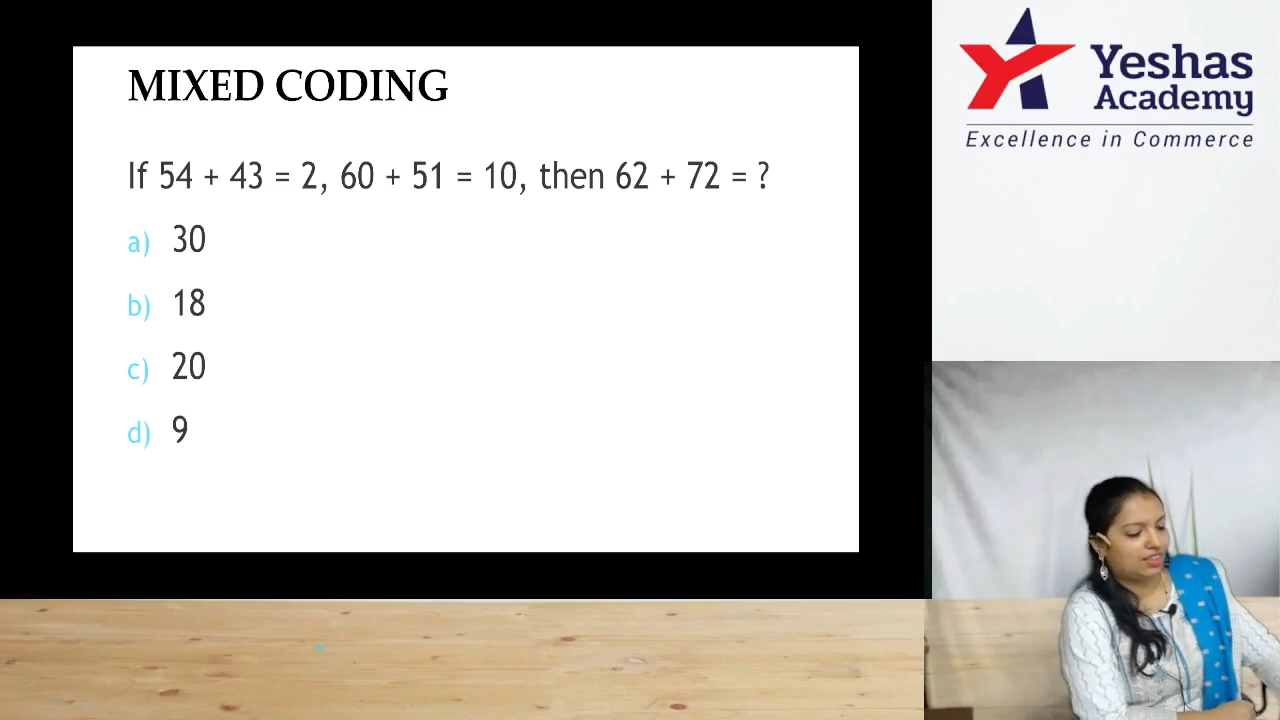 MIXED CODING
If 54 + 43 = 2, 60 + 51 = 10, then 62 + 72 = ?
a) 30
b) 18
c) 20
d) 9
Yeshas
Academy
Excellence in Commerce